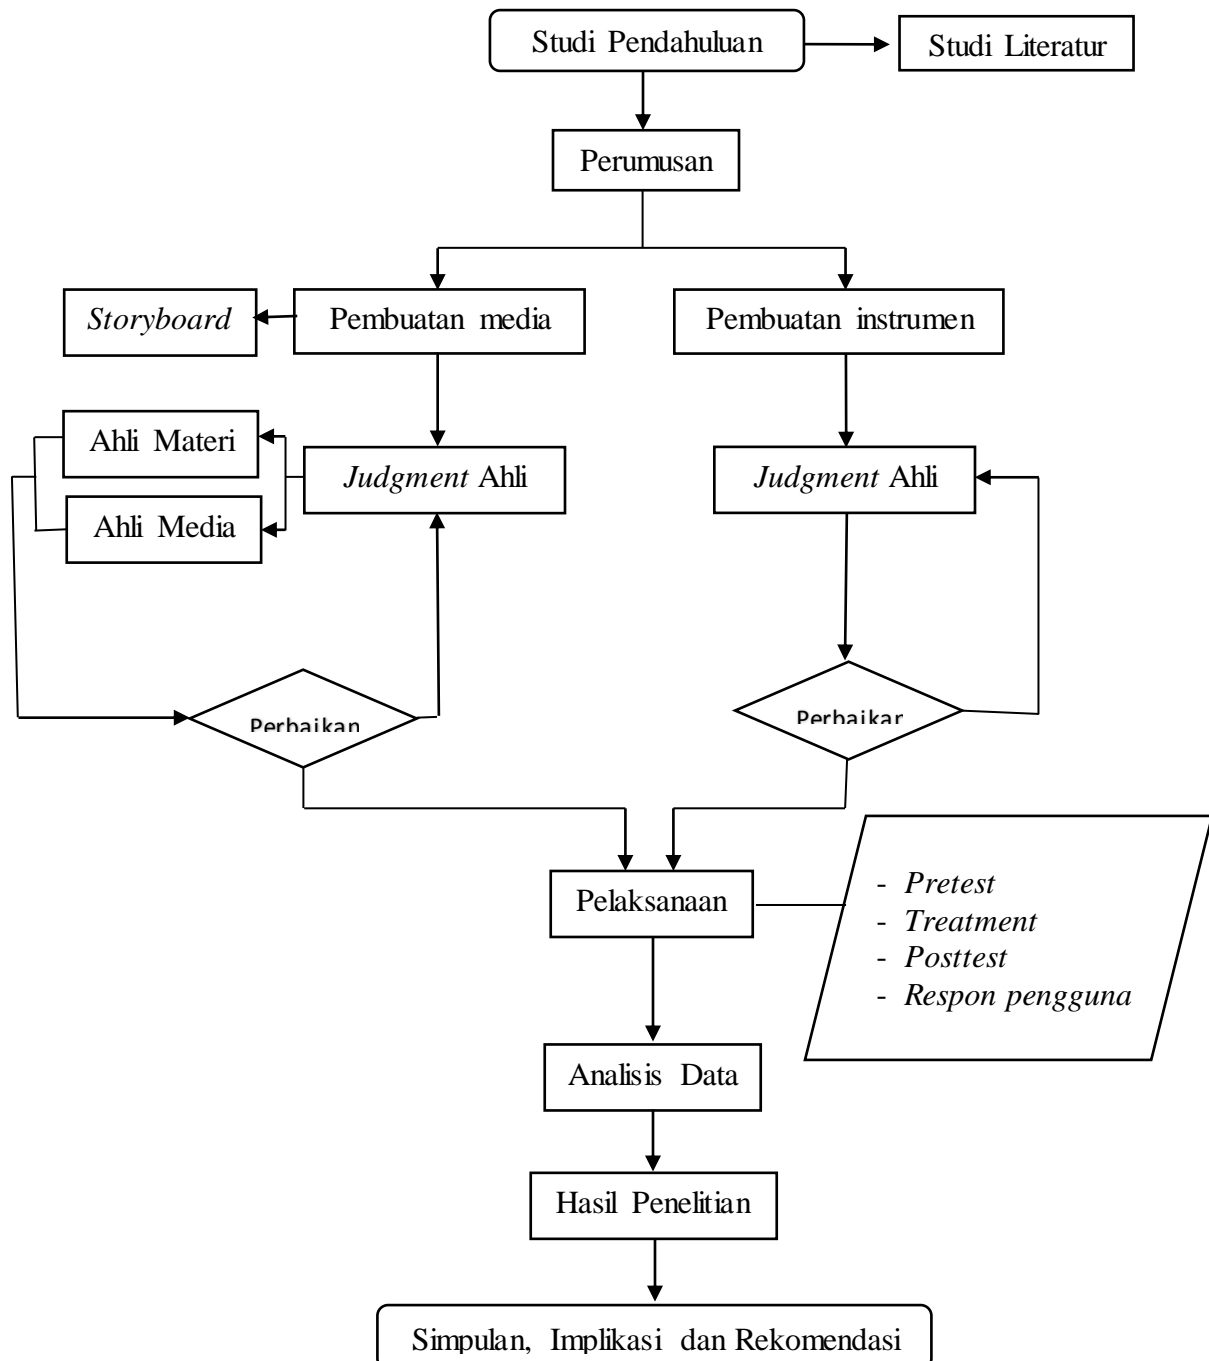 Studi Pendahuluan
Studi Literatur
Perumusan
Storyboard
Pembuatan media
Pembuatan instrumen
Ahli Materi
Ahli Media
Judgment Ahli
Judgment Ahli
Perbaikan
Perbaikan
Pelaksanaan
- Pretest
- Treatment
- Posttest
- Respon pengguna
Analisis Data
Hasil Penelitian
Simpulan, Implikasi dan Rekomendasi